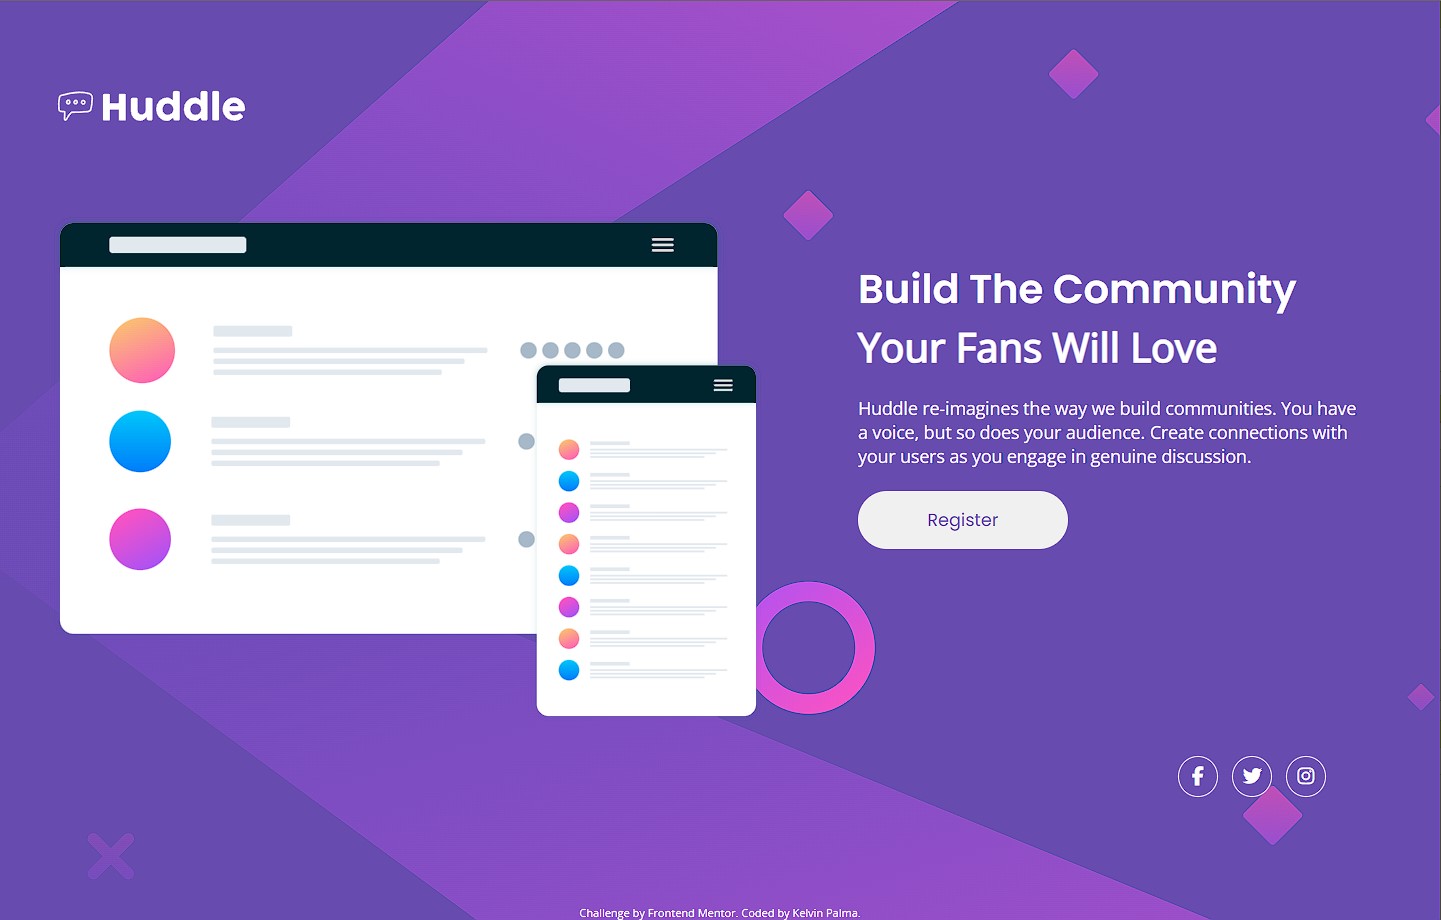 Huddle
Build The Community
Your Fans Will Love
Huddle re-imagines the way we build communities. You have
a voice, but so does your audience. Create connections with
your users as you engage in genuine discussion.
Register
Challenge by Frontend Mentor. Coded by Kelvin Palma.